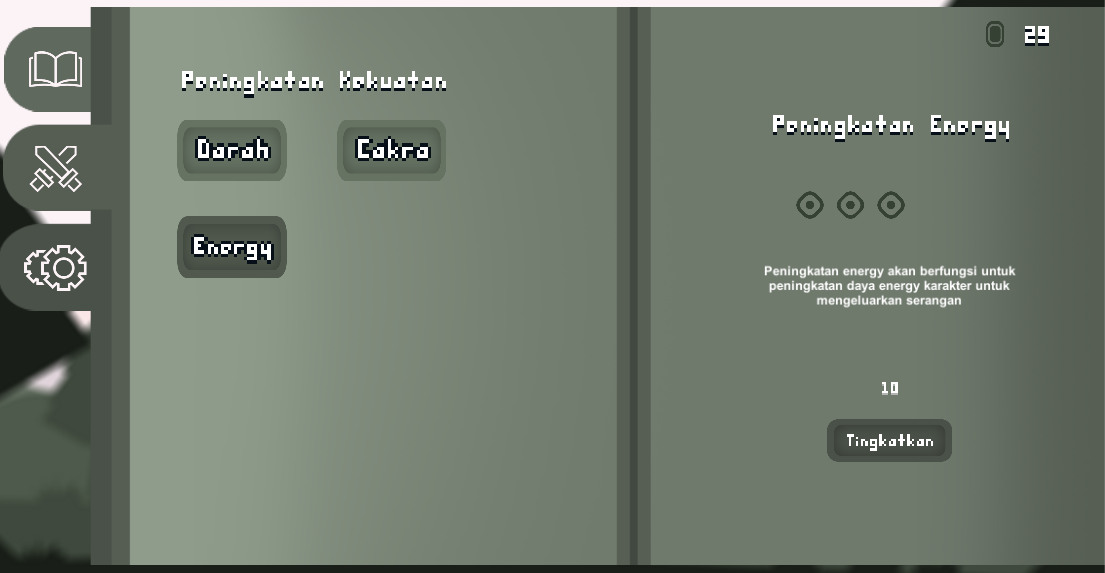 29
Peningkatan Kekuatan
Darah
Cakra
Energy
Peningkatan Energy
Peningkatan energy akan berfungsi untuk
peningkatan daya energy karakter untuk
mengeluarkan serangan
10
Tingkatkan